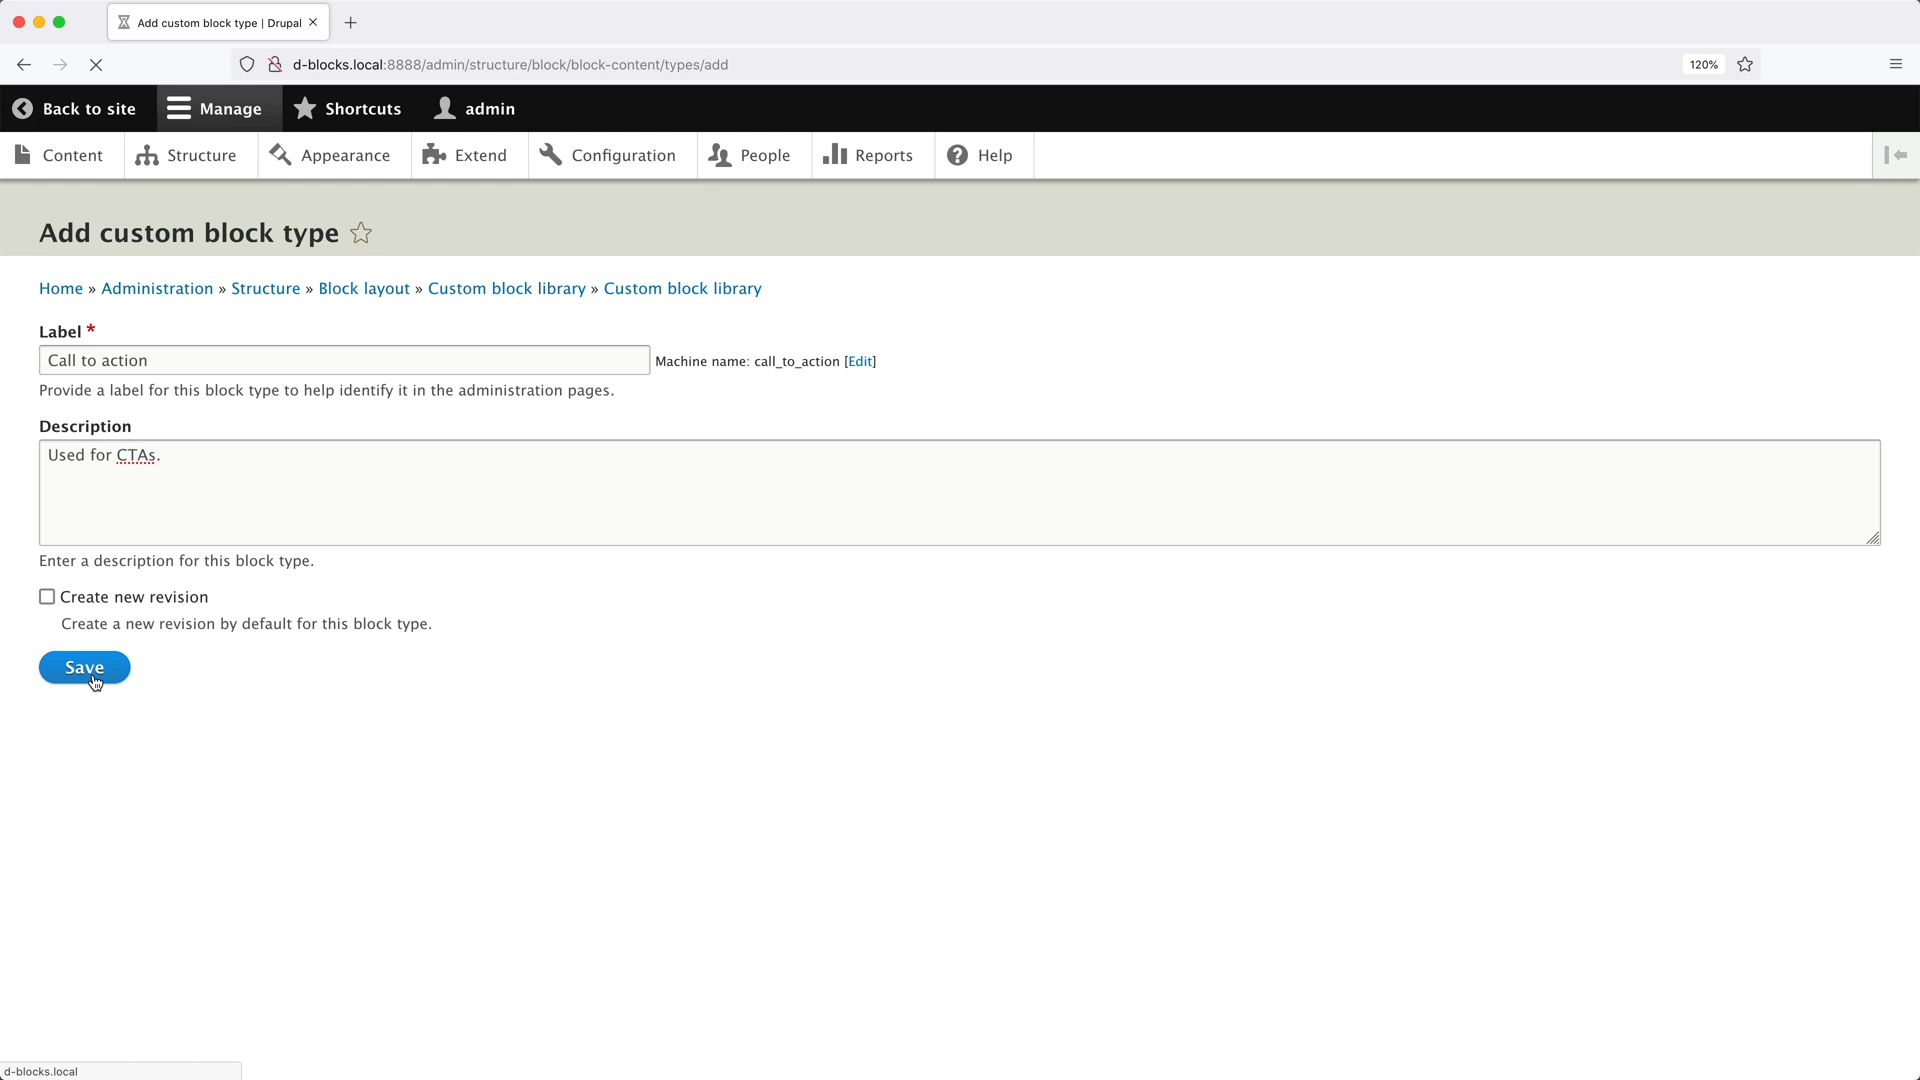 Add custom block type | Drupal
d-blocks.local:8888/admin/structure/block/block-content/types/add
120%
Back to site
Manage
Shortcuts
admin
Content
Structure
Appearance
Extend
Configuration
People
Reports
Help
Add custom block type
Home » Administration » Structure » Block layout » Custom block library » Custom block library
Label *
Call to action
Machine name: call_to_action [Edit]
Provide a label for this block type to help identify it in the administration pages.
Description
Used for CTAs.
Enter a description for this block type.
Create new revision
Create a new revision by default for this block type.
Save
d-blocks.local